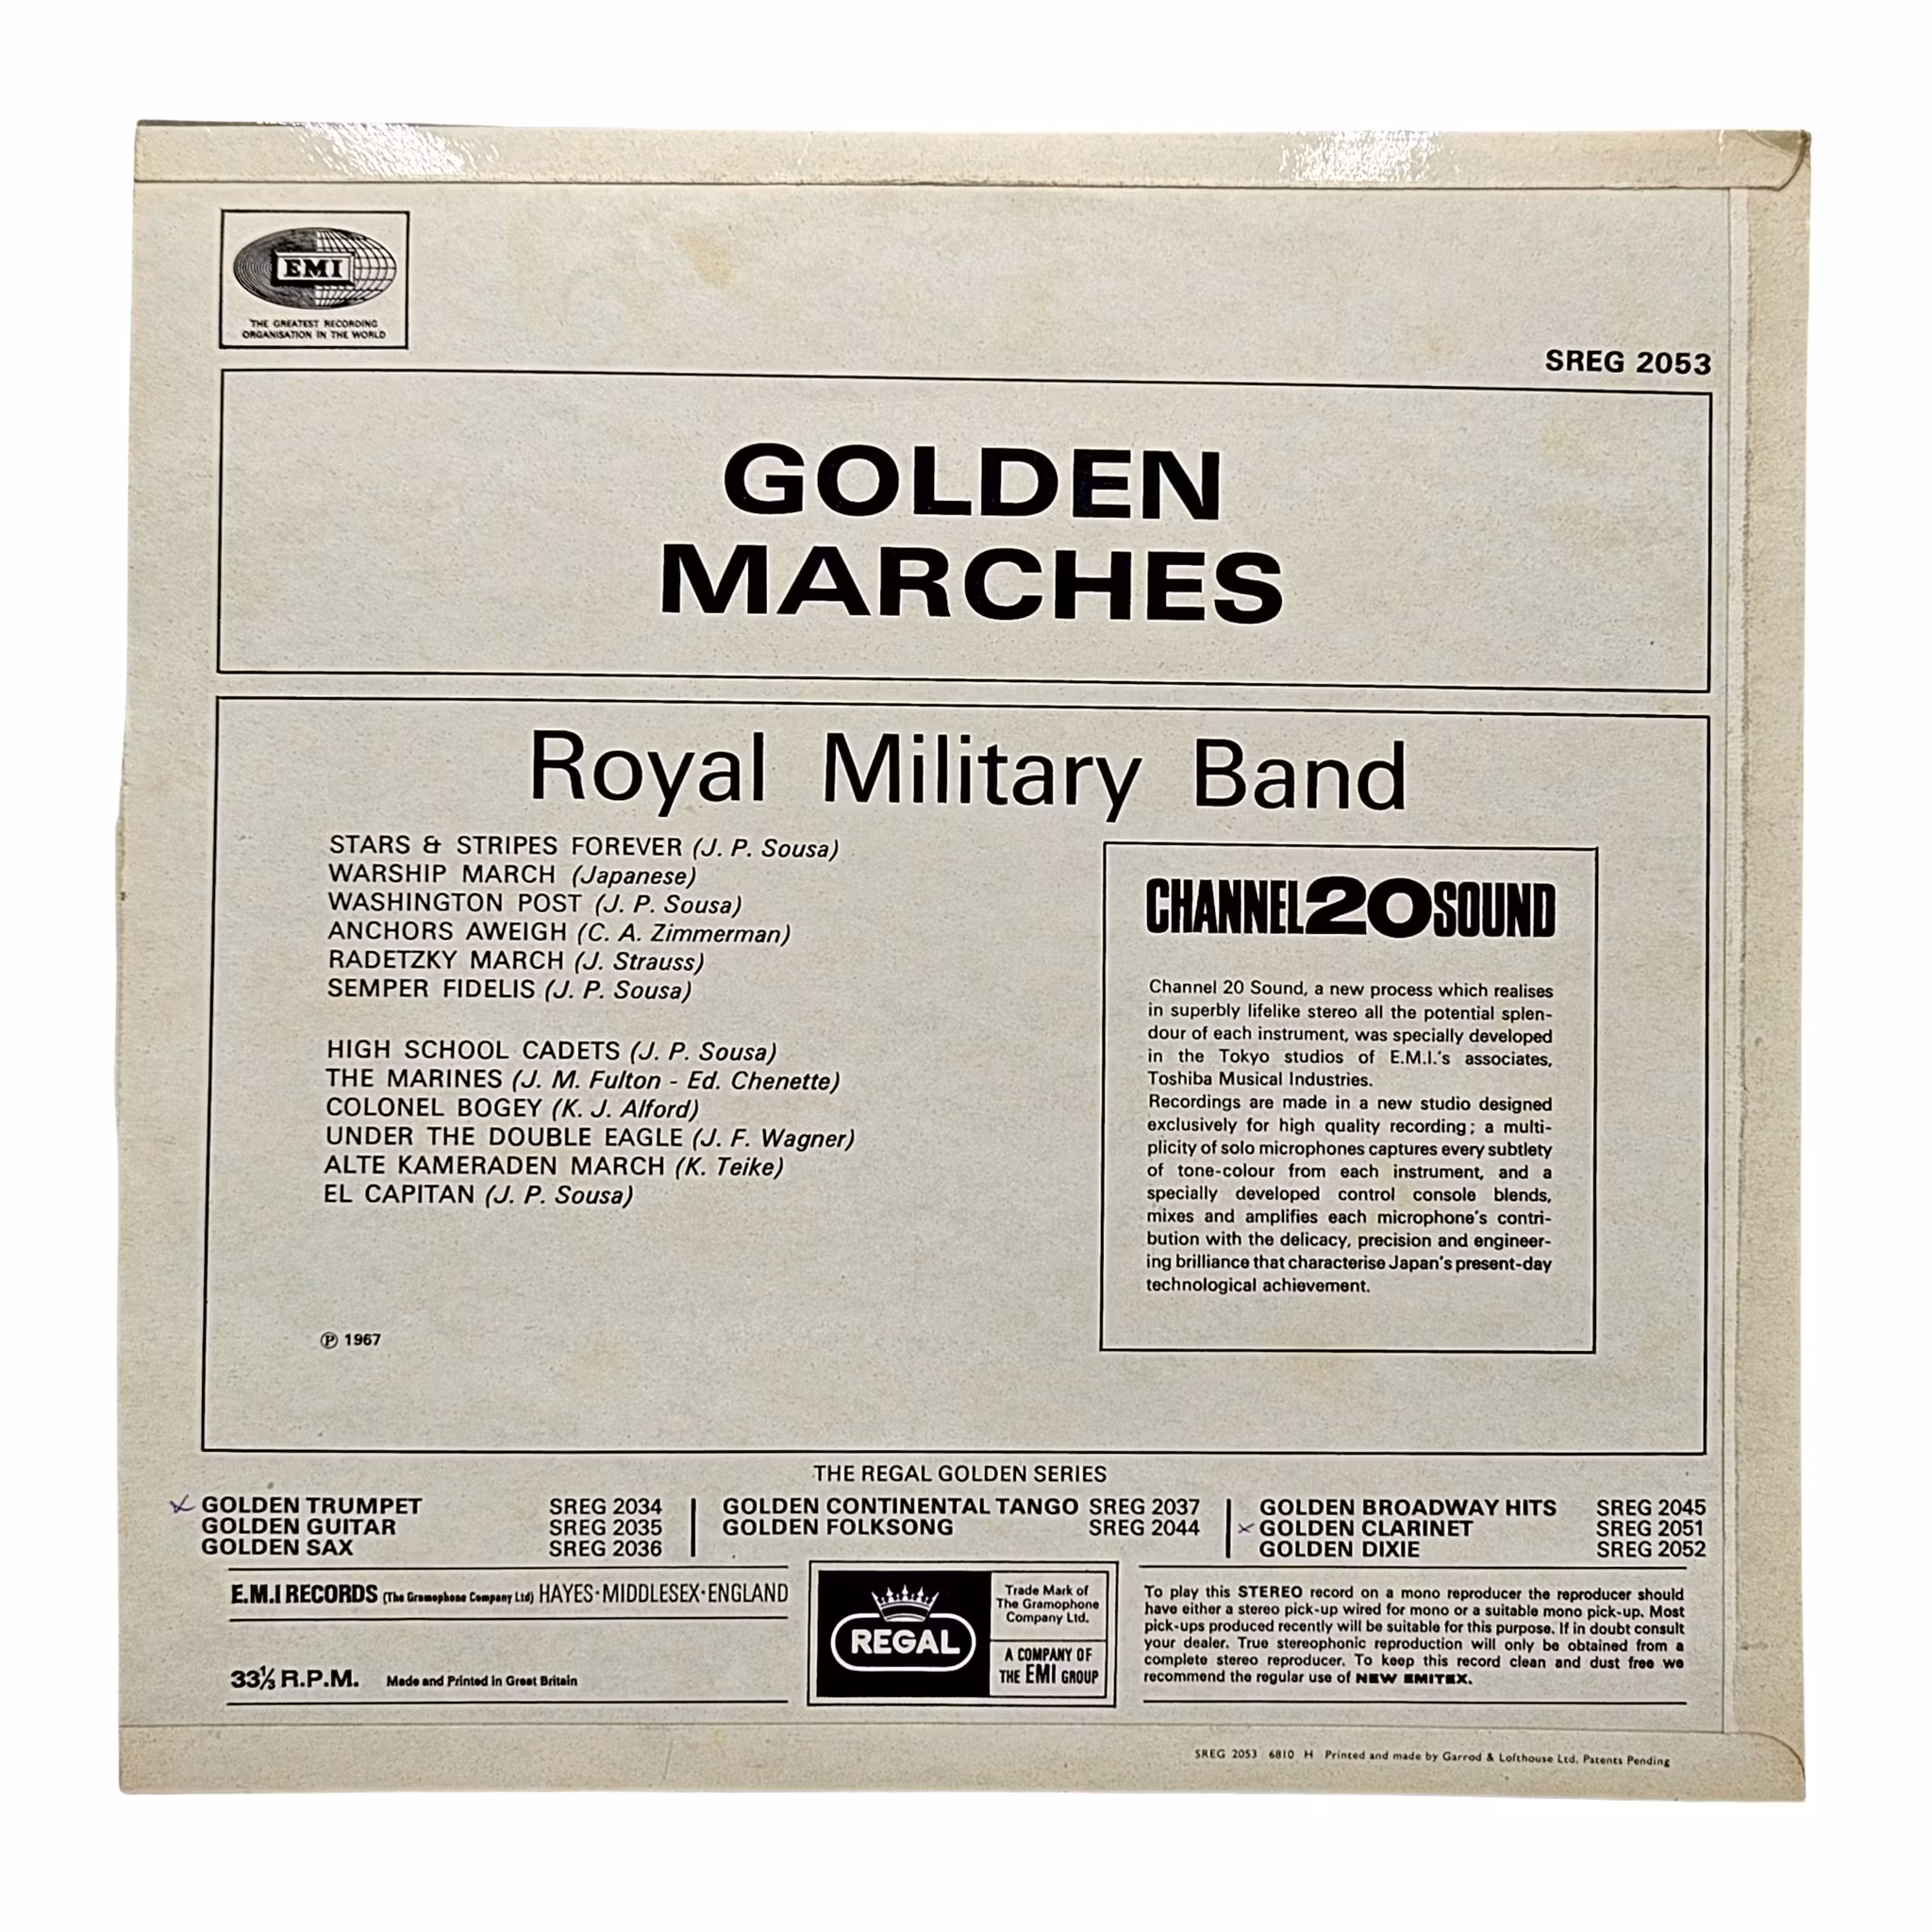 EMI
THE GREATEST RECORDING
ORGANISATION IN THE WORLD
SREG 2053
GOLDEN
MARCHES
Royal Military Band
STARS & STRIPES FOREVER (J. P. Sousa)
WARSHIP MARCH (Japanese)
WASHINGTON POST (J. P. Sousa)
ANCHORS AWEIGH (C. A. Zimmerman)
RADETZKY MARCH (J. Strauss)
SEMPER FIDELIS (J. P. Sousa)
HIGH SCHOOL CADETS (J. P. Sousa)
THE MARINES (J. M. Fulton - Ed. Chenette)
COLONEL BOGEY (K. J. Alford)
UNDER THE DOUBLE EAGLE (J. F. Wagner)
ALTE KAMERADEN MARCH (K. Teike)
EL CAPITAN (J. P. Sousa)
℗ 1967
CHANNEL 20 SOUND
Channel 20 Sound, a new process which realises
in superbly lifelike stereo all the potential splen-
dour of each instrument, was specially developed
in the Tokyo studios of E.M.I.'s associates,
Toshiba Musical Industries.
Recordings are made in a new studio designed
exclusively for high quality recording; a multi-
plicity of solo microphones captures every subtlety
of tone-colour from each instrument, and a
specially developed control console blends,
mixes and amplifies each microphone's contri-
bution with the delicacy, precision and engineer-
ing brilliance that characterise Japan's present-day
technological achievement.
THE REGAL GOLDEN SERIES
GOLDEN TRUMPET SREG 2034
GOLDEN GUITAR SREG 2035
GOLDEN SAX SREG 2036
GOLDEN CONTINENTAL TANGO SREG 2037
GOLDEN FOLKSONG SREG 2044
GOLDEN BROADWAY HITS SREG 2045
GOLDEN CLARINET SREG 2051
GOLDEN DIXIE SREG 2052
E.M.I RECORDS (The Gramophone Company Ltd) HAYES·MIDDLESEX·ENGLAND
33⅓ R.P.M. Made and Printed in Great Britain
REGAL
Trade Mark of
The Gramophone
Company Ltd.
A COMPANY OF
THE EMI GROUP
To play this STEREO record on a mono reproducer the reproducer should
have either a stereo pick-up wired for mono or a suitable mono pick-up. Most
pick-ups produced recently will be suitable for this purpose. If in doubt consult
your dealer. True stereophonic reproduction will only be obtained from a
complete stereo reproducer. To keep this record clean and dust free we
recommend the regular use of NEW EMITEX.
SREG 2053 6810 H Printed and made by Garrod & Lofthouse Ltd. Patents Pending